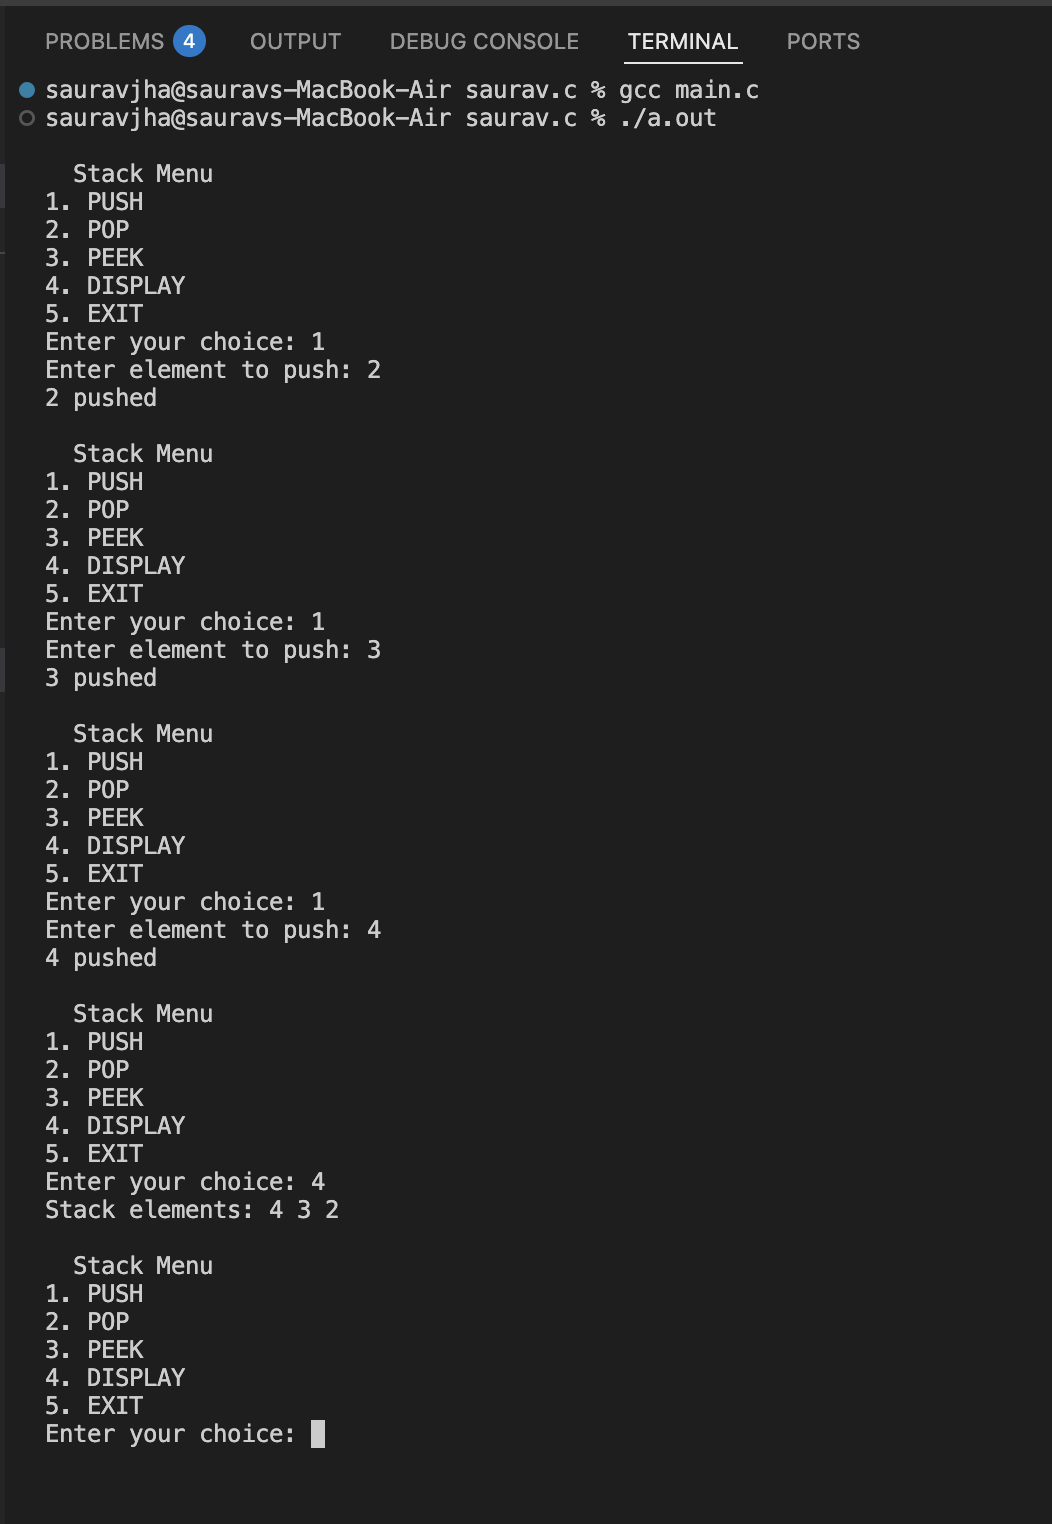 PROBLEMS 4 OUTPUT DEBUG CONSOLE TERMINAL PORTS
sauravjha@sauravs-MacBook-Air saurav.c % gcc main.c
sauravjha@sauravs-MacBook-Air saurav.c % ./a.out
Stack Menu
1. PUSH
2. POP
3. PEEK
4. DISPLAY
5. EXIT
Enter your choice: 1
Enter element to push: 2
2 pushed
Stack Menu
1. PUSH
2. POP
3. PEEK
4. DISPLAY
5. EXIT
Enter your choice: 1
Enter element to push: 3
3 pushed
Stack Menu
1. PUSH
2. POP
3. PEEK
4. DISPLAY
5. EXIT
Enter your choice: 1
Enter element to push: 4
4 pushed
Stack Menu
1. PUSH
2. POP
3. PEEK
4. DISPLAY
5. EXIT
Enter your choice: 4
Stack elements: 4 3 2
Stack Menu
1. PUSH
2. POP
3. PEEK
4. DISPLAY
5. EXIT
Enter your choice: